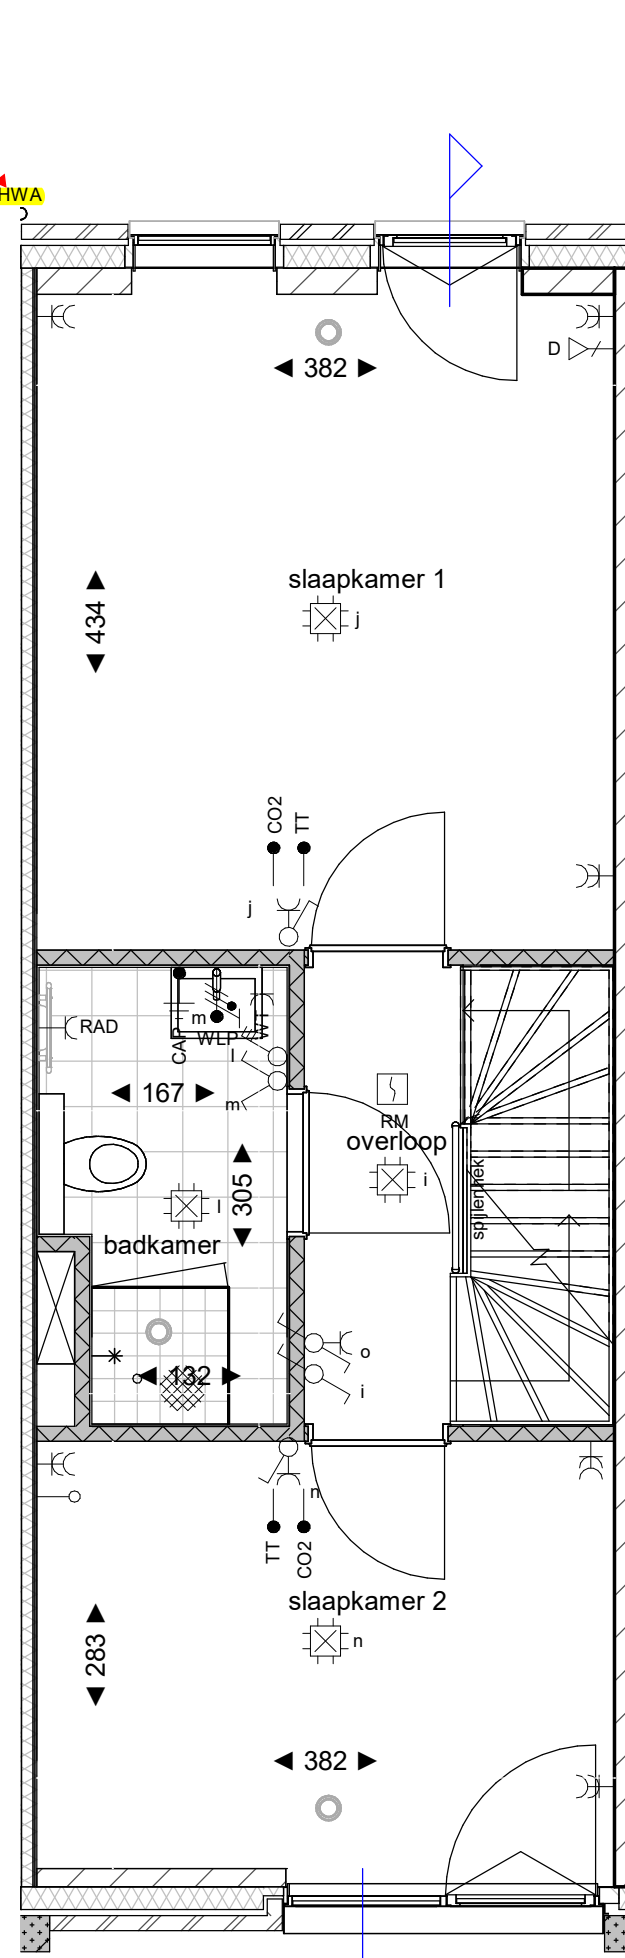 HWA
D
382
slaapkamer 1
j
434
CO2
TT
j
RAD
m
CAP
WLP
WT
l
m
167
RM
overloop
i
305
l
spijlenhek
badkamer
132
o
i
n
TT
CO2
slaapkamer 2
n
283
382